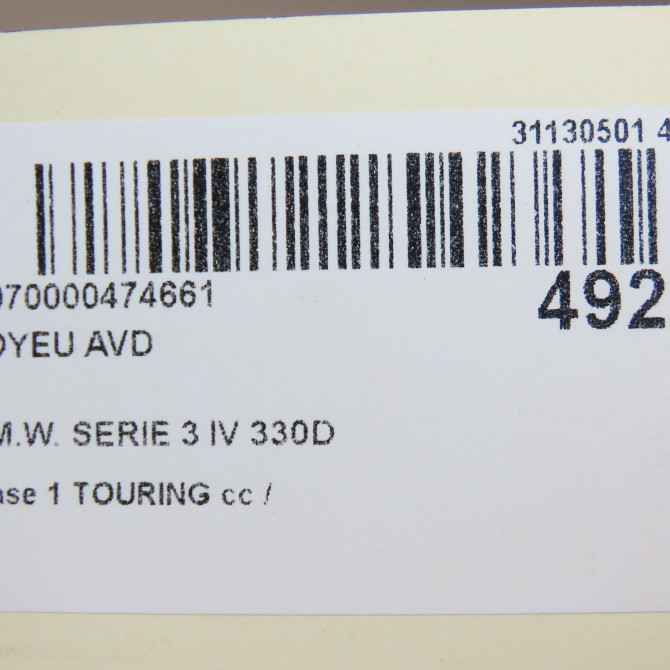 31130501 4
070000474661
492
OYEU AVD
M.W. SERIE 3 IV 330D
ase 1 TOURING cc /